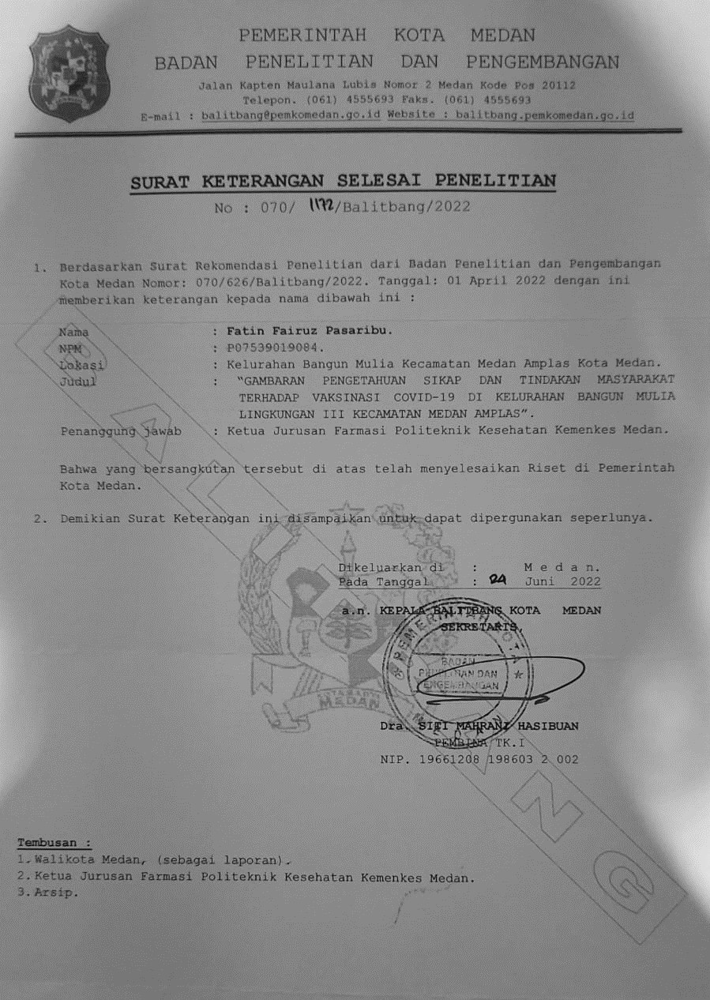 PEMERINTAH KOTA MEDAN
BADAN PENELITIAN DAN PENGEMBANGAN
Jalan Kapten Maulana Lubis Nomor 2 Medan Kode Pos 20112
Telepon. (061) 4555693 Faks. (061) 4555693
E-mail : balitbang@pemkomedan.go.id Website : balitbang.pemkomedan.go.id
SURAT KETERANGAN SELESAI PENELITIAN
No : 070/ 1172/Balitbang/2022
1. Berdasarkan Surat Rekomendasi Penelitian dari Badan Penelitian dan Pengembangan
Kota Medan Nomor: 070/626/Balitbang/2022. Tanggal: 01 April 2022 dengan ini
memberikan keterangan kepada nama dibawah ini :
Nama : Fatin Fairuz Pasaribu.
NPM : P07539019084.
Lokasi : Kelurahan Bangun Mulia Kecamatan Medan Amplas Kota Medan.
Judul : "GAMBARAN PENGETAHUAN SIKAP DAN TINDAKAN MASYARAKAT
TERHADAP VAKSINASI COVID-19 DI KELURAHAN BANGUN MULIA
LINGKUNGAN III KECAMATAN MEDAN AMPLAS".
Penanggung jawab : Ketua Jurusan Farmasi Politeknik Kesehatan Kemenkes Medan.
Bahwa yang bersangkutan tersebut di atas telah menyelesaikan Riset di Pemerintah
Kota Medan.
2. Demikian Surat Keterangan ini disampaikan untuk dapat dipergunakan seperlunya.
Dikeluarkan di : M e d a n.
Pada Tanggal : Juni 2022
a.n. KEPALA BALITBANG KOTA MEDAN
SEKRETARIS,
PEMERINTAH KOTA
BADAN
PENELITIAN DAN
PENGEMBANGAN
MEDAN
Dra. SITI MAHRANI HASIBUAN
PEMBINA TK.I
NIP. 19661208 198603 2 002
KOTAMADYA
MEDAN
BALITBANG
Tembusan :
1. Walikota Medan, (sebagai laporan).
2. Ketua Jurusan Farmasi Politeknik Kesehatan Kemenkes Medan.
3. Arsip.